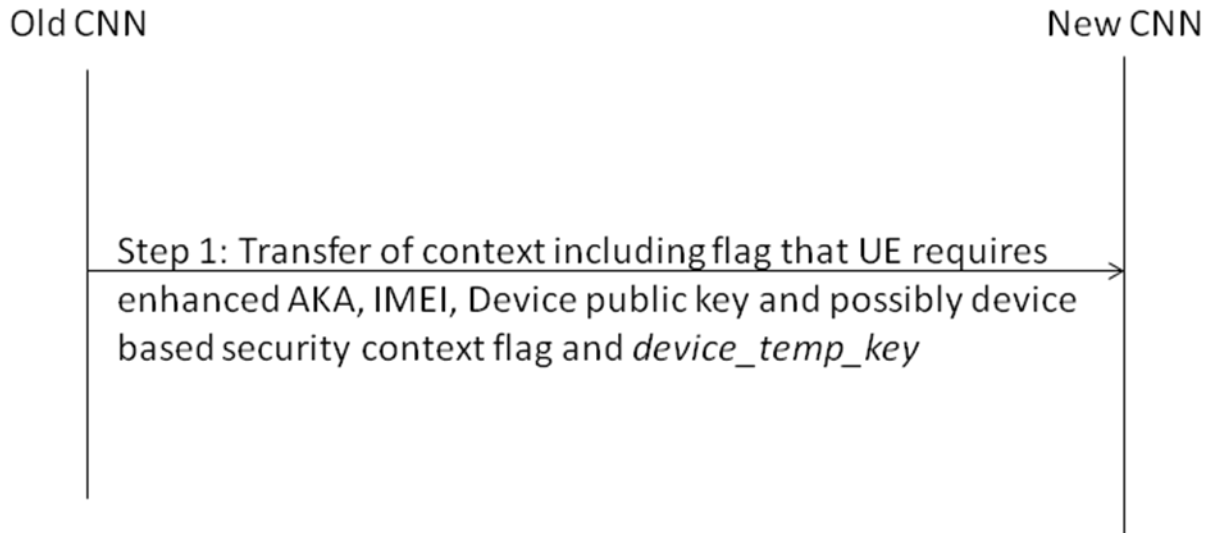 Old CNN
New CNN
Step 1: Transfer of context including flag that UE requires
enhanced AKA, IMEI, Device public key and possibly device
based security context flag and device_temp_key